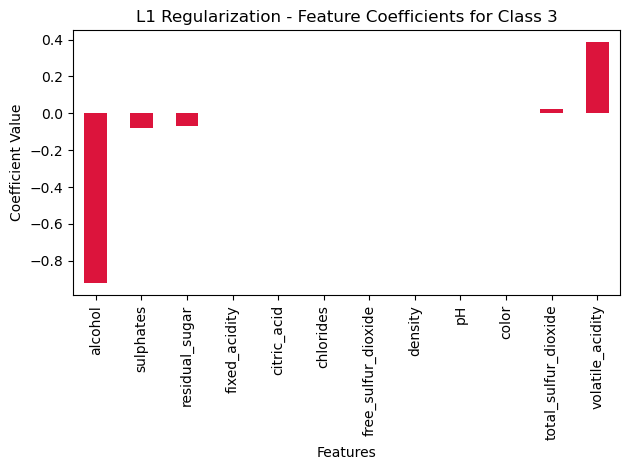 L1 Regularization - Feature Coefficients for Class 3
Coefficient Value
0.4
0.2
0.0
−0.2
−0.4
−0.6
−0.8
alcohol
sulphates
residual_sugar
fixed_acidity
citric_acid
chlorides
free_sulfur_dioxide
density
pH
color
total_sulfur_dioxide
volatile_acidity
Features